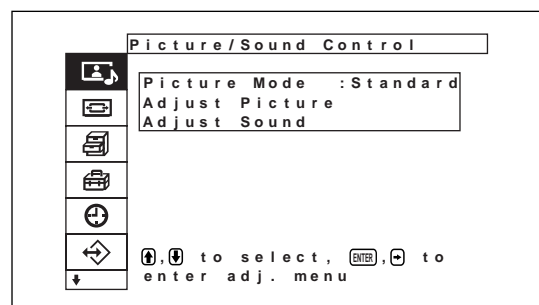 Picture/Sound Control
Picture Mode :Standard
Adjust Picture
Adjust Sound
, to select, ENTER , to
enter adj. menu